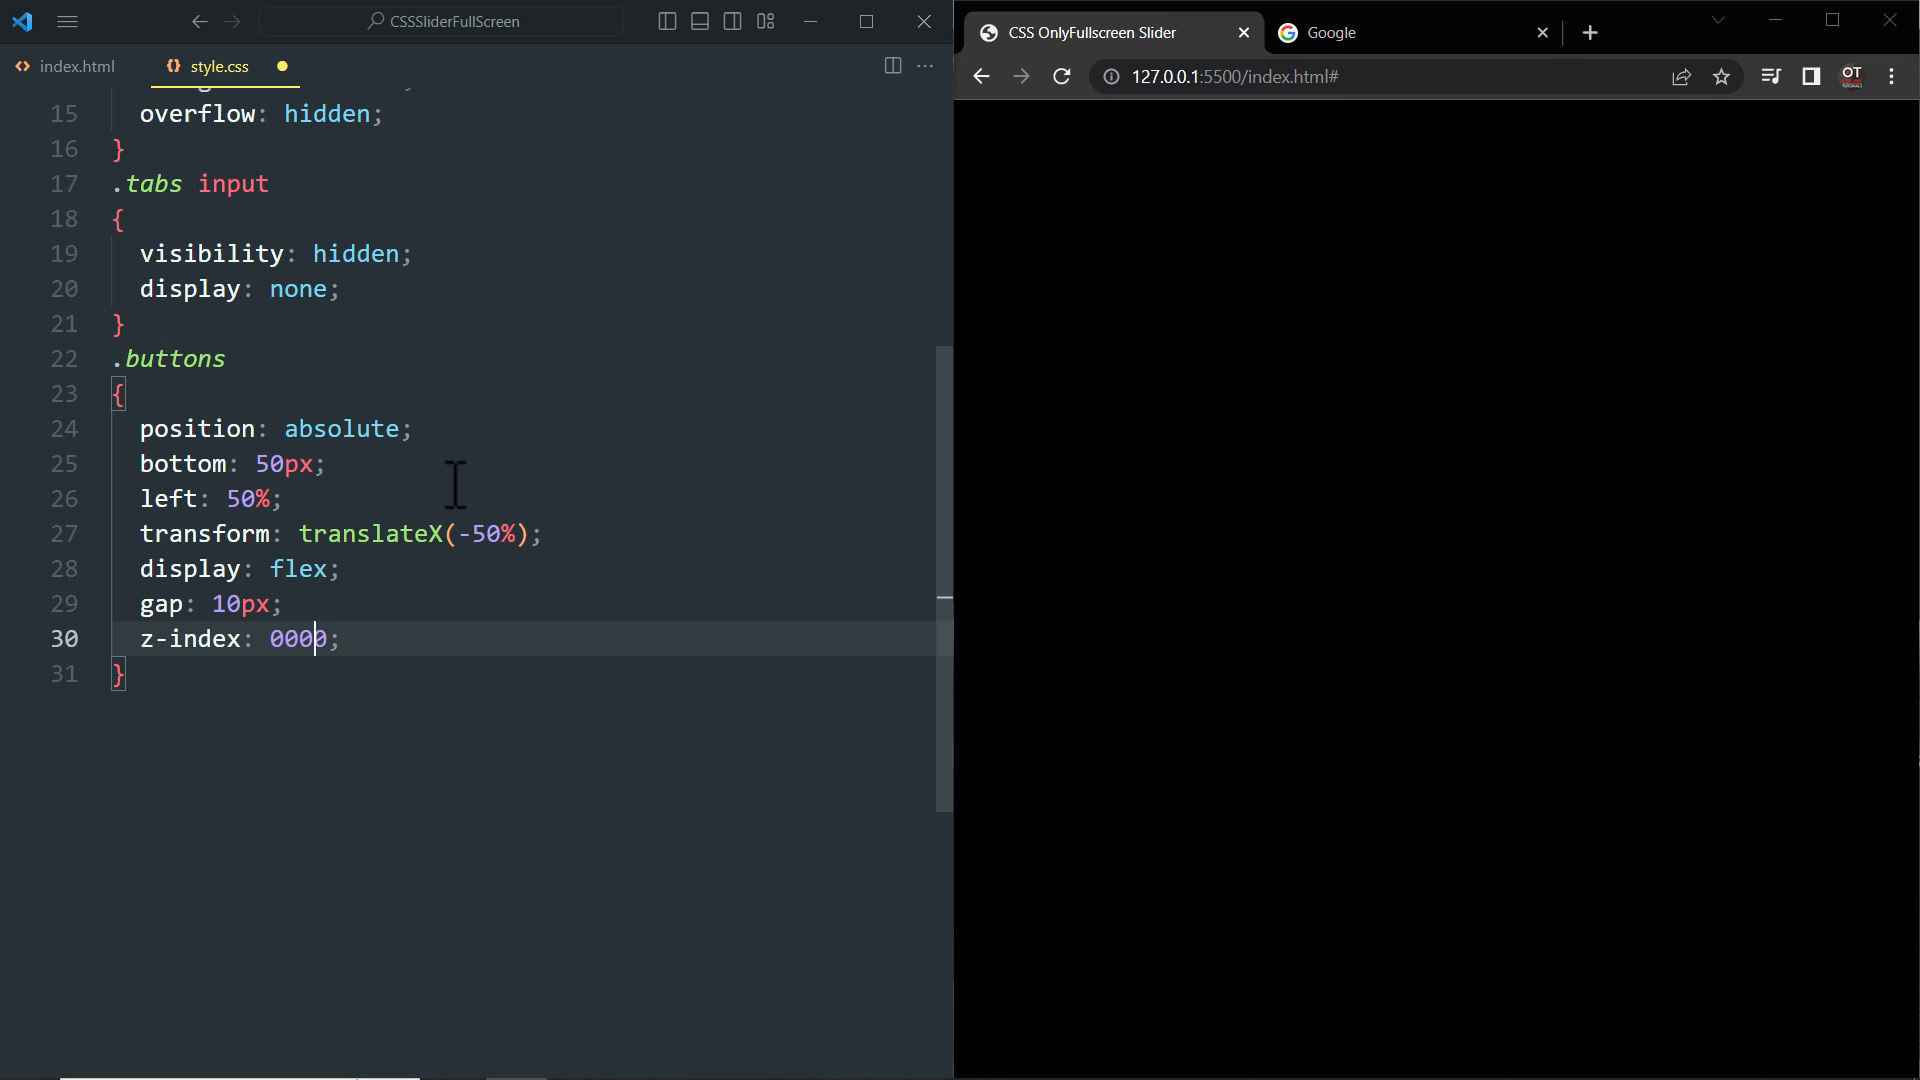 CSSSliderFullScreen
index.html
style.css
15 overflow: hidden;
16 }
17 .tabs input
18 {
19 visibility: hidden;
20 display: none;
21 }
22 .buttons
23 {
24 position: absolute;
25 bottom: 50px;
26 left: 50%;
27 transform: translateX(-50%);
28 display: flex;
29 gap: 10px;
30 z-index: 0000;
31 }
CSS OnlyFullscreen Slider
Google
127.0.0.1:5500/index.html#
OT